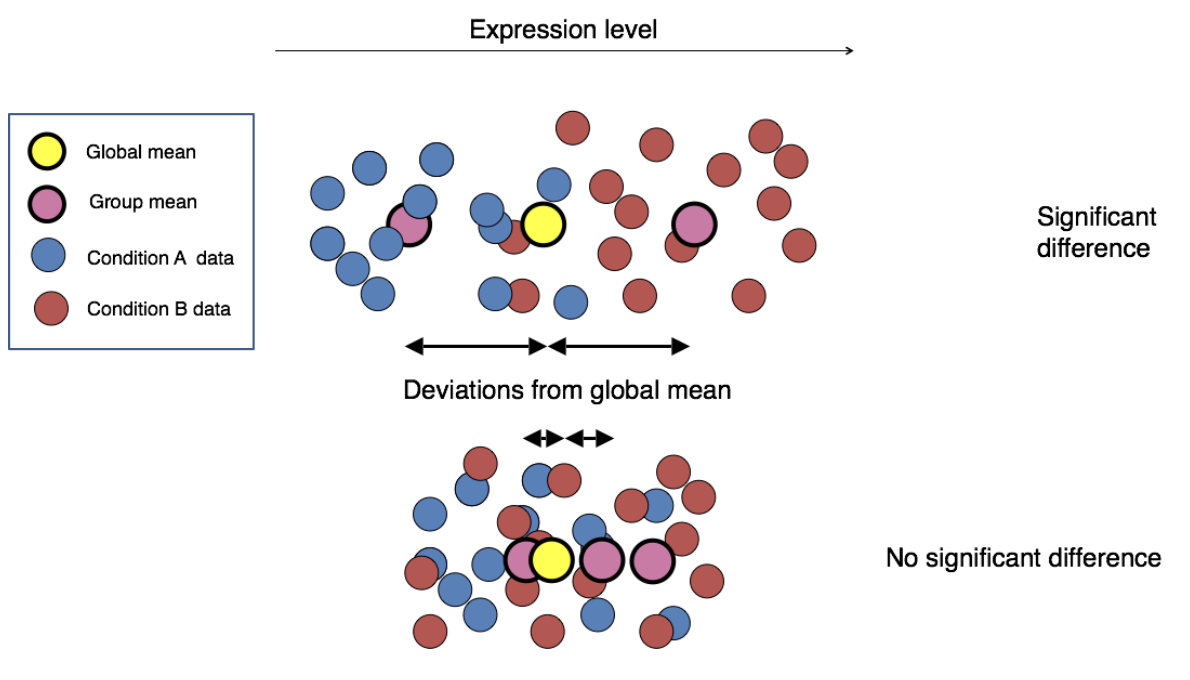 Expression level
Global mean
Group mean
Condition A  data
Condition B data
Significant
difference
Deviations from global mean
No significant difference